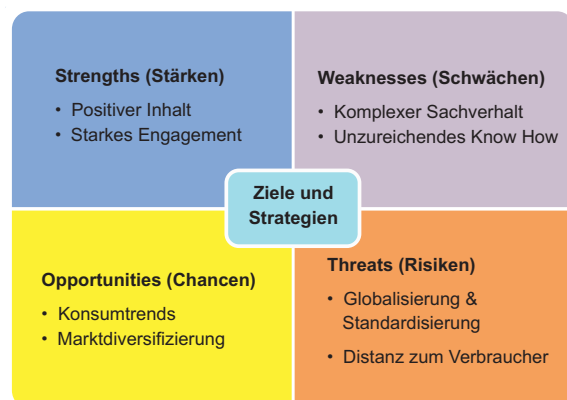 Strengths (Stärken)
• Positiver Inhalt
• Starkes Engagement
Weaknesses (Schwächen)
• Komplexer Sachverhalt
• Unzureichendes Know How
Ziele und
Strategien
Opportunities (Chancen)
• Konsumtrends
• Marktdiversifizierung
Threats (Risiken)
• Globalisierung &
Standardisierung
• Distanz zum Verbraucher